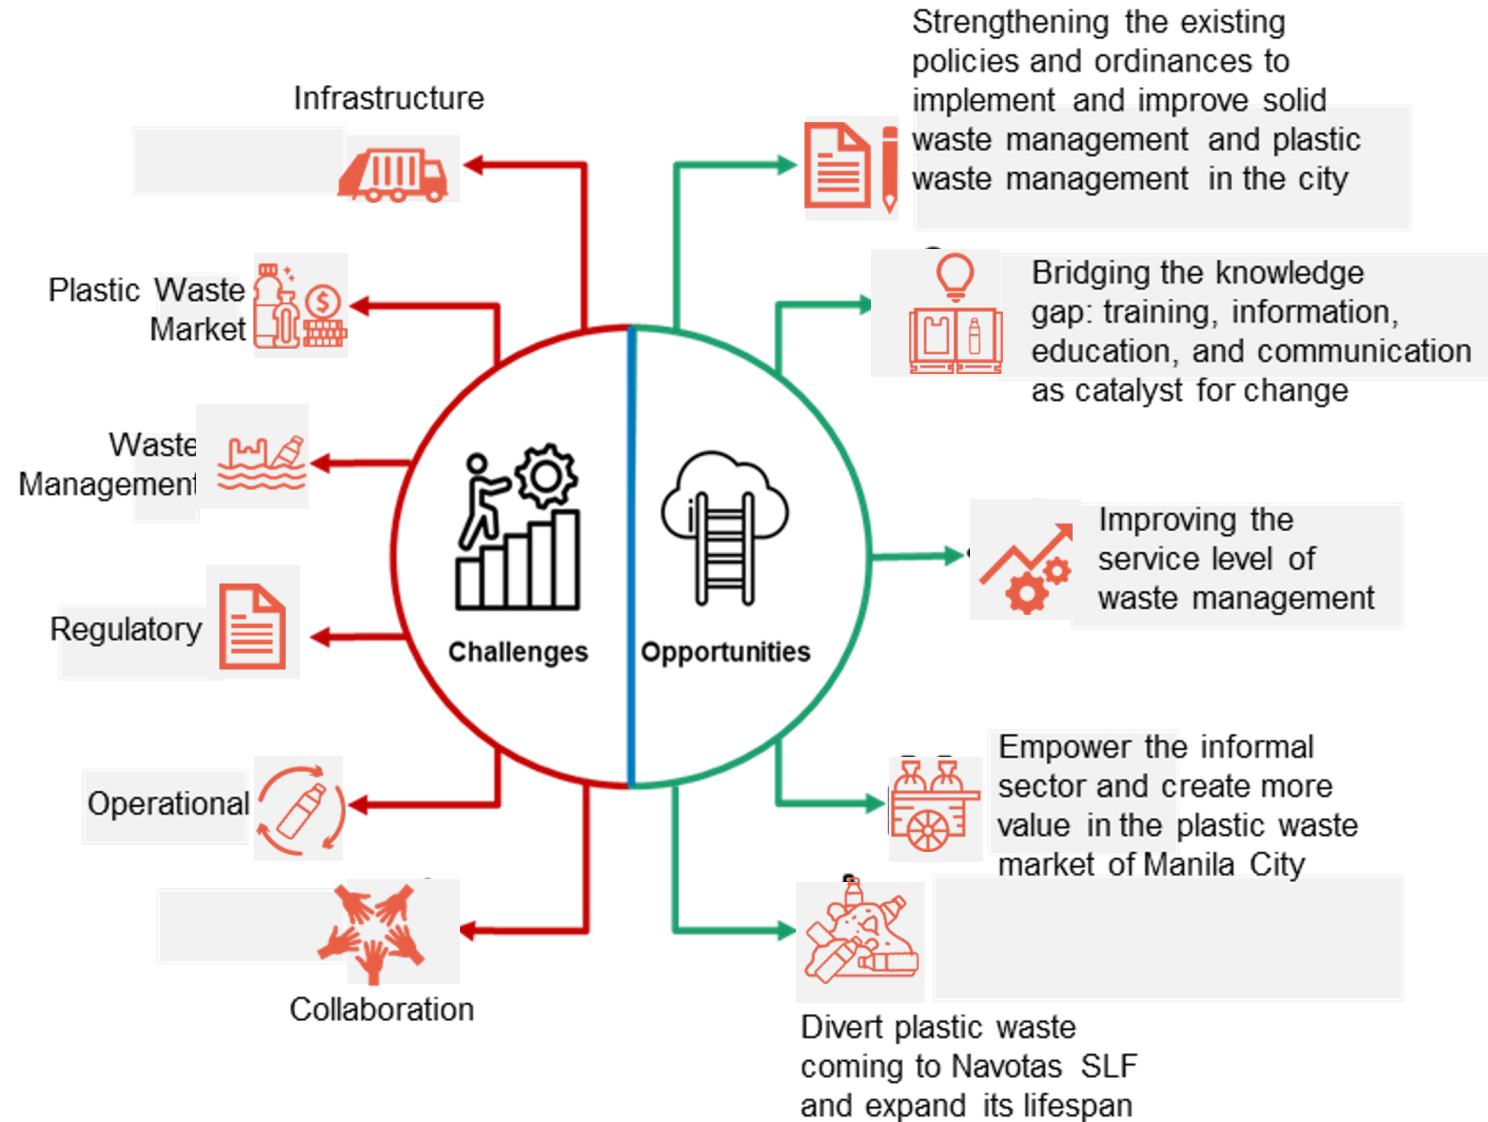 Infrastructure
Plastic Waste
Market
Waste
Management
Regulatory
Operational
Collaboration
Challenges
Opportunities
Strengthening the existing
policies and ordinances to
implement and improve solid
waste management and plastic
waste management in the city
Bridging the knowledge
gap: training, information,
education, and communication
as catalyst for change
Improving the
service level of
waste management
Empower the informal
sector and create more
value in the plastic waste
market of Manila City
Divert plastic waste
coming to Navotas SLF
and expand its lifespan